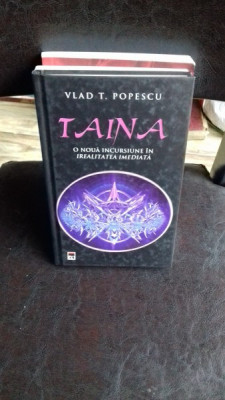 VLAD T. POPESCU
TAINA
O NOUĂ INCURSIUNE ÎN
IREALITATEA IMEDIATĂ